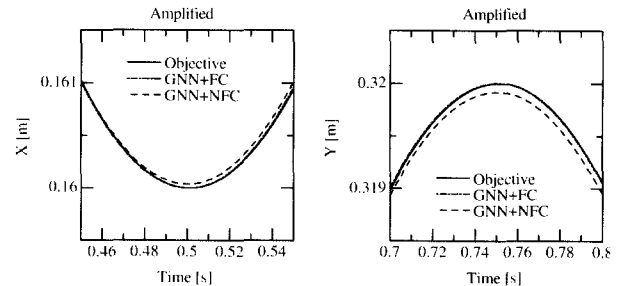 Amplified
Objective
GNN+FC
GNN+NFC
0.161
0.16
X [m]
0.46 0.48 0.5 0.52 0.54
Time [s]
Amplified
0.32
0.319
Y [m]
Objective
GNN+FC
GNN+NFC
0.7 0.72 0.74 0.76 0.78 0.8
Time [s]